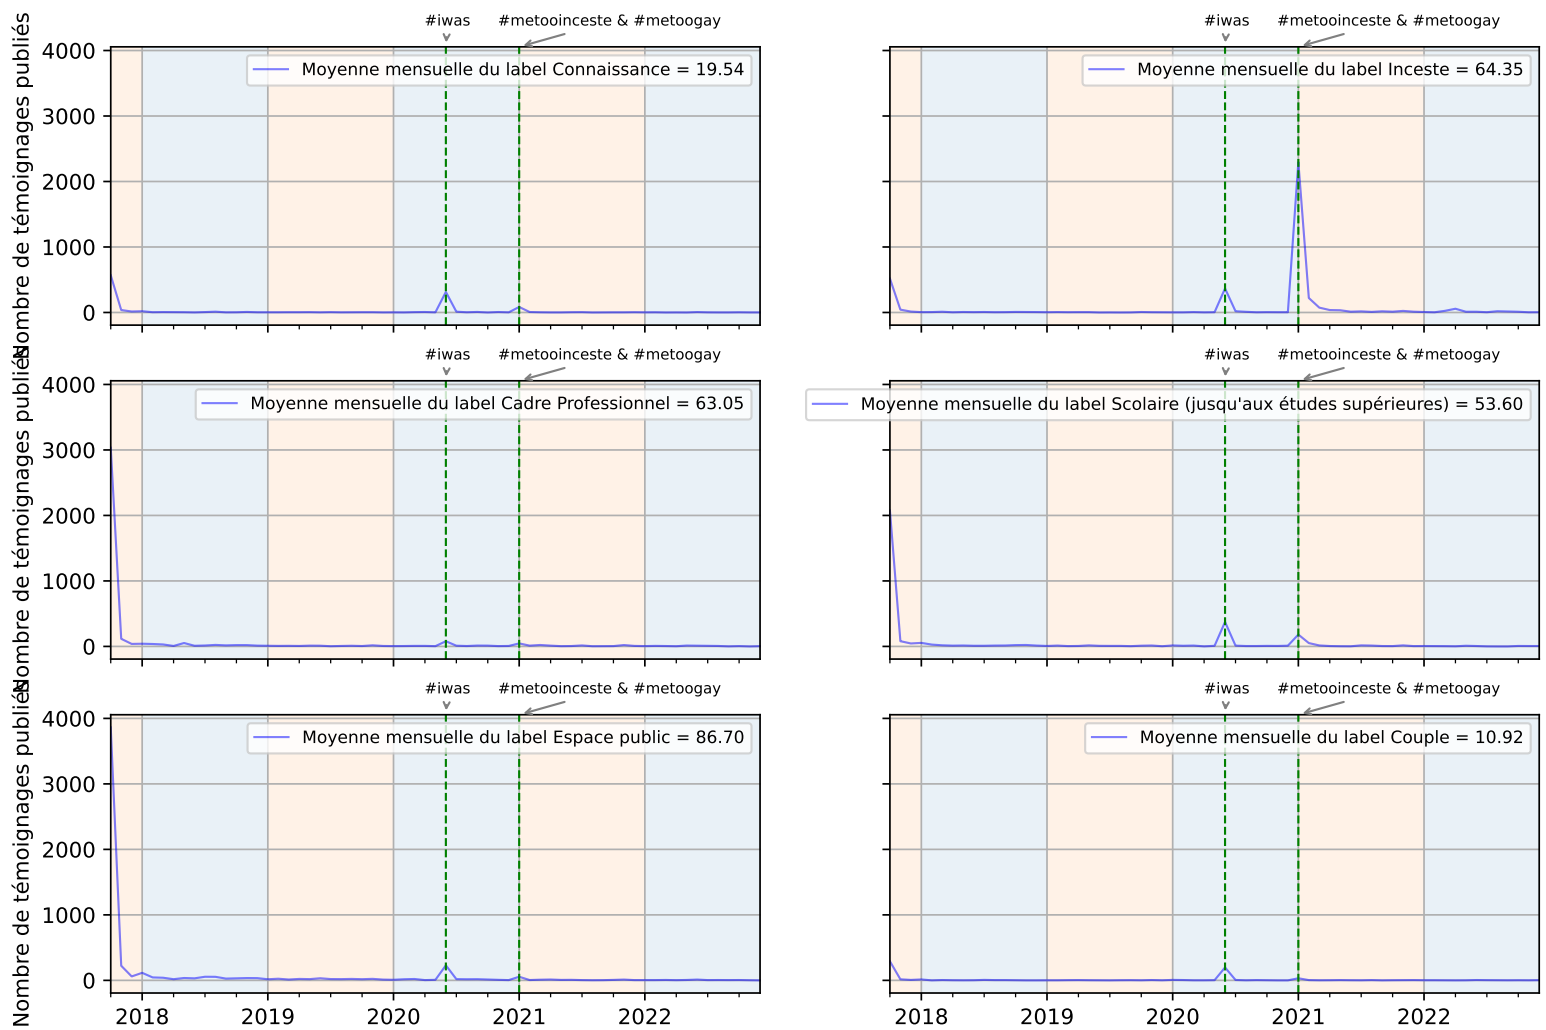 #iwas #metooinceste & #metoogay
#iwas #metooinceste & #metoogay
Nombre de témoignages publiés
4000
3000
2000
1000
0
Moyenne mensuelle du label Connaissance = 19.54
Moyenne mensuelle du label Inceste = 64.35
#iwas #metooinceste & #metoogay
#iwas #metooinceste & #metoogay
Nombre de témoignages publiés
4000
3000
2000
1000
0
Moyenne mensuelle du label Cadre Professionnel = 63.05
Moyenne mensuelle du label Scolaire (jusqu'aux études supérieures) = 53.60
#iwas #metooinceste & #metoogay
#iwas #metooinceste & #metoogay
Nombre de témoignages publiés
4000
3000
2000
1000
0
Moyenne mensuelle du label Espace public = 86.70
Moyenne mensuelle du label Couple = 10.92
2018 2019 2020 2021 2022
2018 2019 2020 2021 2022